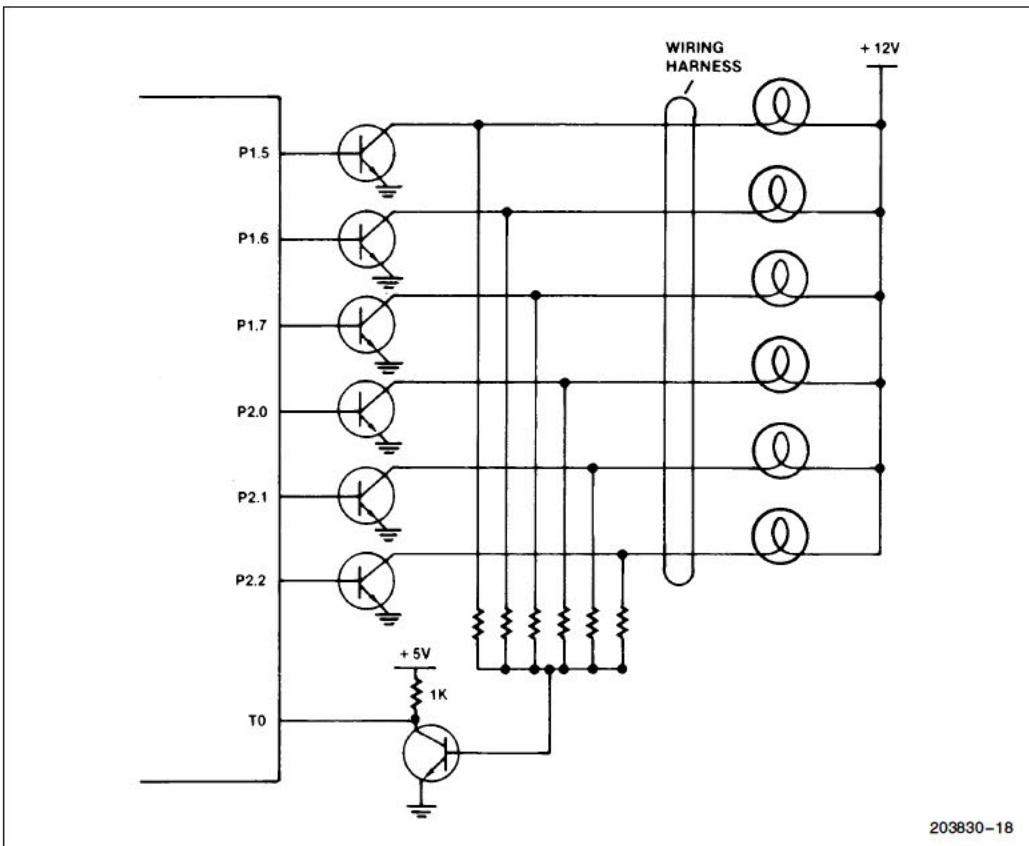 WIRING
HARNESS
+ 12V
P1.5
P1.6
P1.7
P2.0
P2.1
P2.2
+ 5V
1K
T0
203830–18